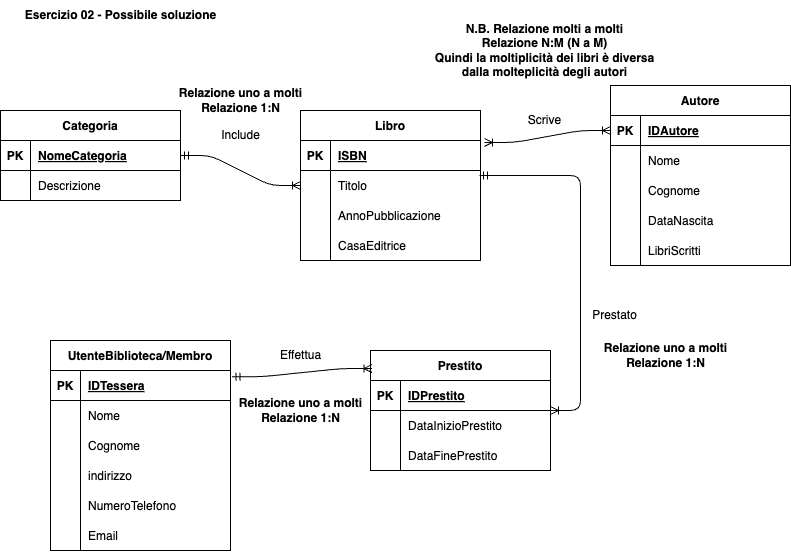 Esercizio 02 - Possibile soluzione
N.B. Relazione molti a molti
Relazione N:M (N a M)
Quindi la moltiplicità dei libri è diversa
dalla molteplicità degli autori
Relazione uno a molti
Relazione 1:N
Include
Scrive
Categoria
PK NomeCategoria
Descrizione
Libro
PK ISBN
Titolo
AnnoPubblicazione
CasaEditrice
Autore
PK IDAutore
Nome
Cognome
DataNascita
LibriScritti
Prestato
Relazione uno a molti
Relazione 1:N
UtenteBiblioteca/Membro
PK IDTessera
Nome
Cognome
indirizzo
NumeroTelefono
Email
Effettua
Relazione uno a molti
Relazione 1:N
Prestito
PK IDPrestito
DataInizioPrestito
DataFinePrestito